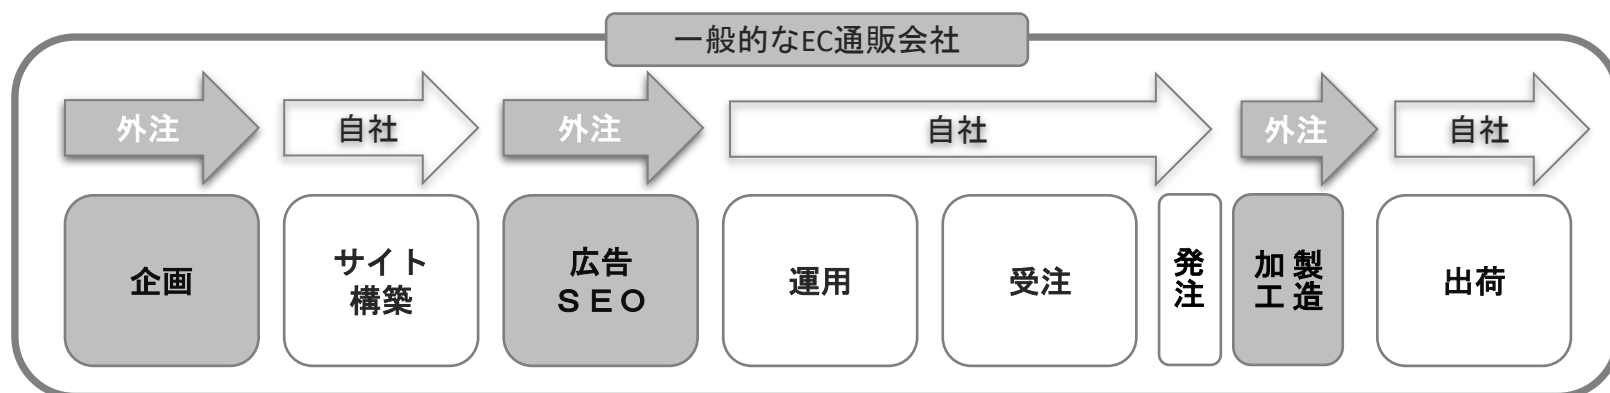 一般的なEC通販会社
外注
自社
外注
自社
外注
自社
企画
サイト
構築
広告
ＳＥＯ
運用
受注
発注
製造
加工
出荷